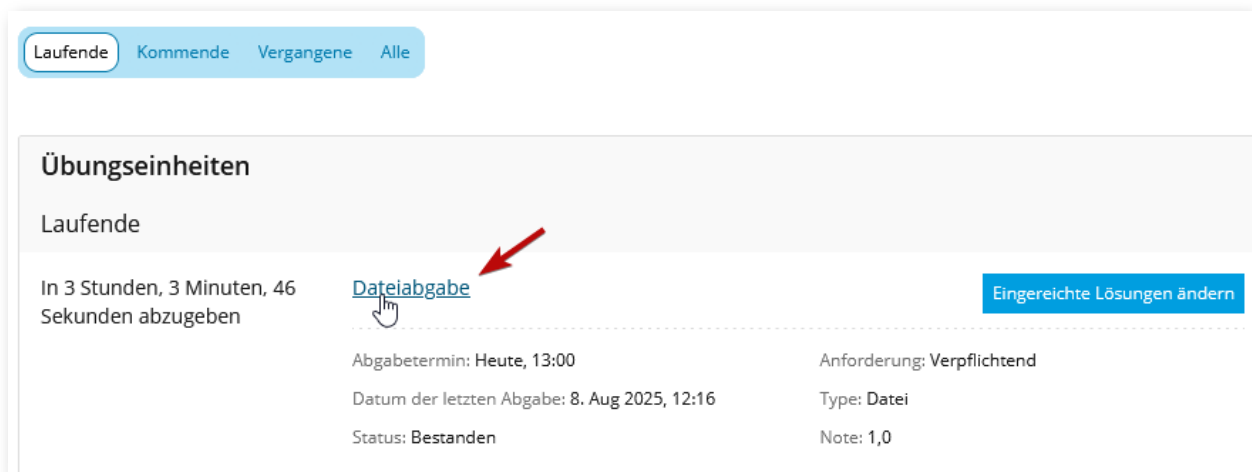 Laufende Kommende Vergangene Alle
Übungseinheiten
Laufende
In 3 Stunden, 3 Minuten, 46
Sekunden abzugeben
Dateiabgabe
Eingereichte Lösungen ändern
Abgabetermin: Heute, 13:00
Anforderung: Verpflichtend
Datum der letzten Abgabe: 8. Aug 2025, 12:16
Type: Datei
Status: Bestanden
Note: 1,0